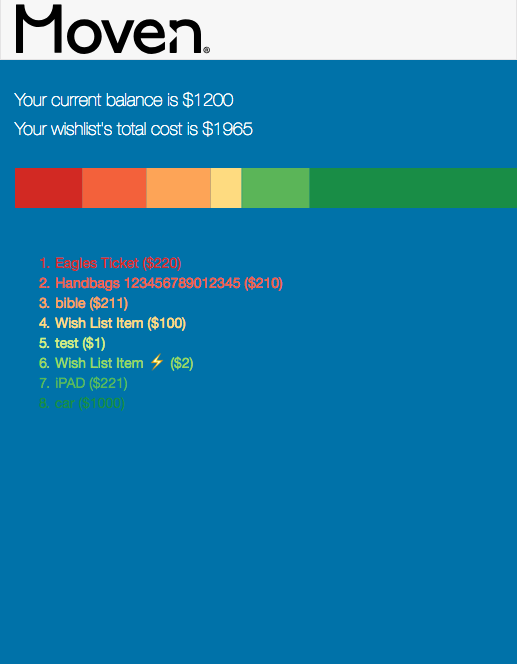 Moven®
Your current balance is $1200
Your wishlist's total cost is $1965
1. Eagles Ticket ($220)
2. Handbags 123456789012345 ($210)
3. bible ($211)
4. Wish List Item ($100)
5. test ($1)
6. Wish List Item ⚡ ($2)
7. iPAD ($221)
8. car ($1000)